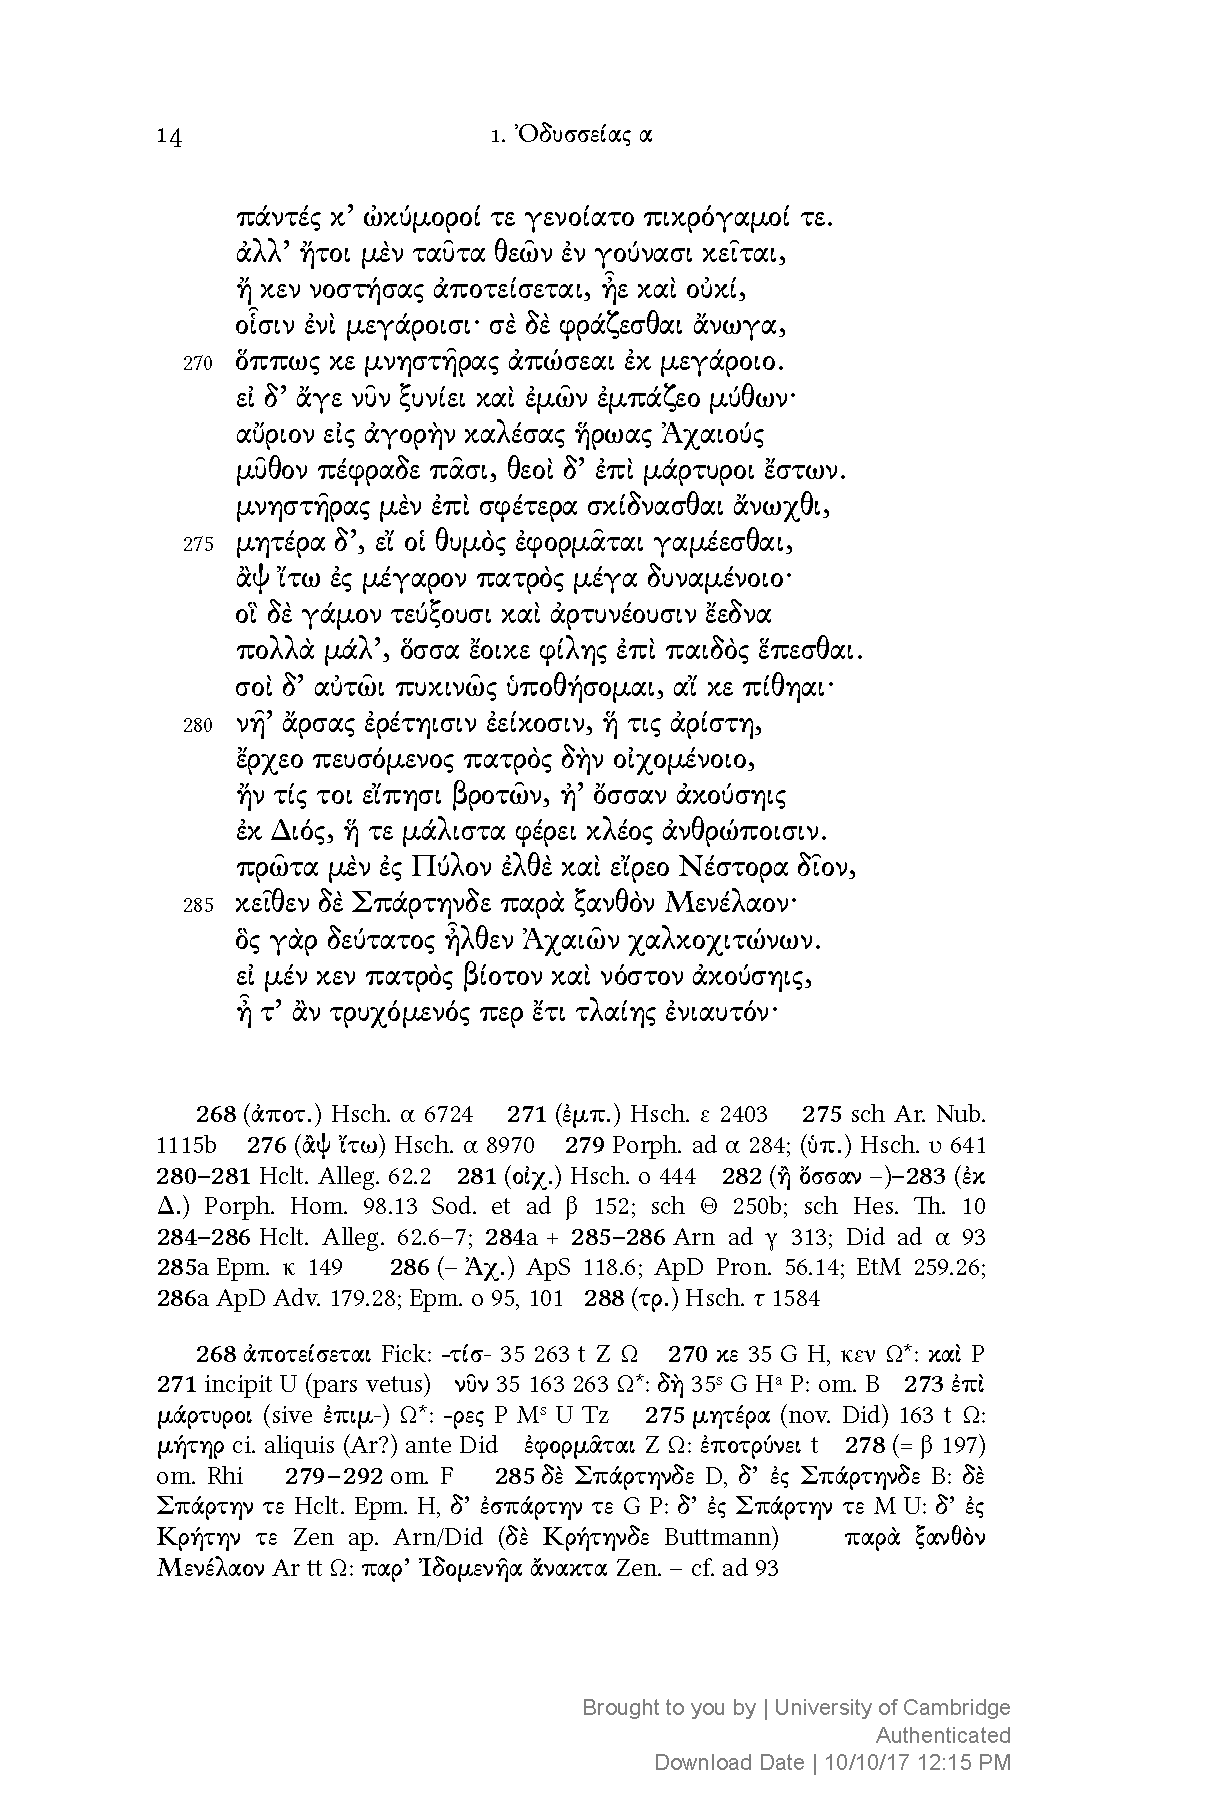 14 1. Ὀδυσσείας α
πάντές κ’ ὠκύμοροί τε γενοίατο πικρόγαμοί τε.
ἀλλ’ ἤτοι μὲν ταῦτα θεῶν ἐν γούνασι κεῖται,
ἤ κεν νοστήσας ἀποτείσεται, ἦε καὶ οὐκί,
οἷσιν ἐνὶ μεγάροισι· σὲ δὲ φράζεσθαι ἄνωγα,
270 ὅππως κε μνηστῆρας ἀπώσεαι ἐκ μεγάροιο.
εἰ δ’ ἄγε νῦν ξυνίει καὶ ἐμῶν ἐμπάζεο μύθων·
αὔριον εἰς ἀγορὴν καλέσας ἥρωας Ἀχαιούς
μῦθον πέφραδε πᾶσι, θεοὶ δ’ ἐπὶ μάρτυροι ἔστων.
μνηστῆρας μὲν ἐπὶ σφέτερα σκίδνασθαι ἄνωχθι,
275 μητέρα δ’, εἴ οἱ θυμὸς ἐφορμᾶται γαμέεσθαι,
ἂψ ἴτω ἐς μέγαρον πατρὸς μέγα δυναμένοιο·
οἳ δὲ γάμον τεύξουσι καὶ ἀρτυνέουσιν ἔεδνα
πολλὰ μάλ’, ὅσσα ἔοικε φίλης ἐπὶ παιδὸς ἕπεσθαι.
σοὶ δ’ αὐτῶι πυκινῶς ὑποθήσομαι, αἴ κε πίθηαι·
280 νῆ’ ἄρσας ἐρέτηισιν ἐείκοσιν, ἥ τις ἀρίστη,
ἔρχεο πευσόμενος πατρὸς δὴν οἰχομένοιο,
ἤν τίς τοι εἴπησι βροτῶν, ἠ’ ὄσσαν ἀκούσηις
ἐκ Διός, ἥ τε μάλιστα φέρει κλέος ἀνθρώποισιν.
πρῶτα μὲν ἐς Πύλον ἐλθὲ καὶ εἴρεο Νέστορα δῖον,
285 κεῖθεν δὲ Σπάρτηνδε παρὰ ξανθὸν Μενέλαον·
ὃς γὰρ δεύτατος ἦλθεν Ἀχαιῶν χαλκοχιτώνων.
εἰ μέν κεν πατρὸς βίοτον καὶ νόστον ἀκούσηις,
ἦ τ’ ἂν τρυχόμενός περ ἔτι τλαίης ἐνιαυτόν·
268 (ἀποτ.) Hsch. α 6724 271 (ἐμπ.) Hsch. ε 2403 275 sch Ar. Nub.
1115b 276 (ἂψ ἴτω) Hsch. α 8970 279 Porph. ad α 284; (ὑπ.) Hsch. υ 641
280–281 Hclt. Alleg. 62.2 281 (οἰχ.) Hsch. ο 444 282 (ἢ ὄσσαν –)–283 (ἐκ
Δ.) Porph. Hom. 98.13 Sod. et ad β 152; sch Θ 250b; sch Hes. Th. 10
284–286 Hclt. Alleg. 62.6–7; 284a + 285–286 Arn ad γ 313; Did ad α 93
285a Epm. κ 149 286 (– Ἀχ.) ApS 118.6; ApD Pron. 56.14; EtM 259.26;
286a ApD Adv. 179.28; Epm. ο 95, 101 288 (τρ.) Hsch. τ 1584
268 ἀποτείσεται Fick: -τίσ- 35 263 t Z Ω 270 κε 35 G H, κεν Ω*: καὶ P
271 incipit U (pars vetus) νῦν 35 163 263 Ω*: δὴ 35ˢ G Hᵃ P: om. B 273 ἐπὶ
μάρτυροι (sive ἐπιμ-) Ω*: -ρες P Mˢ U Tz 275 μητέρα (nov. Did) 163 t Ω:
μήτηρ ci. aliquis (Ar?) ante Did ἐφορμᾶται Z Ω: ἐποτρύνει t 278 (= β 197)
om. Rhi 279–292 om. F 285 δὲ Σπάρτηνδε D, δ’ ἐς Σπάρτηνδε B: δὲ
Σπάρτην τε Hclt. Epm. H, δ’ ἐσπάρτην τε G P: δ’ ἐς Σπάρτην τε M U: δ’ ἐς
Κρήτην τε Zen ap. Arn/Did (δὲ Κρήτηνδε Buttmann) παρὰ ξανθὸν
Μενέλαον Ar tt Ω: παρ’ Ἰδομενῆα ἄνακτα Zen. – cf. ad 93
Brought to you by | University of Cambridge
Authenticated
Download Date | 10/10/17 12:15 PM